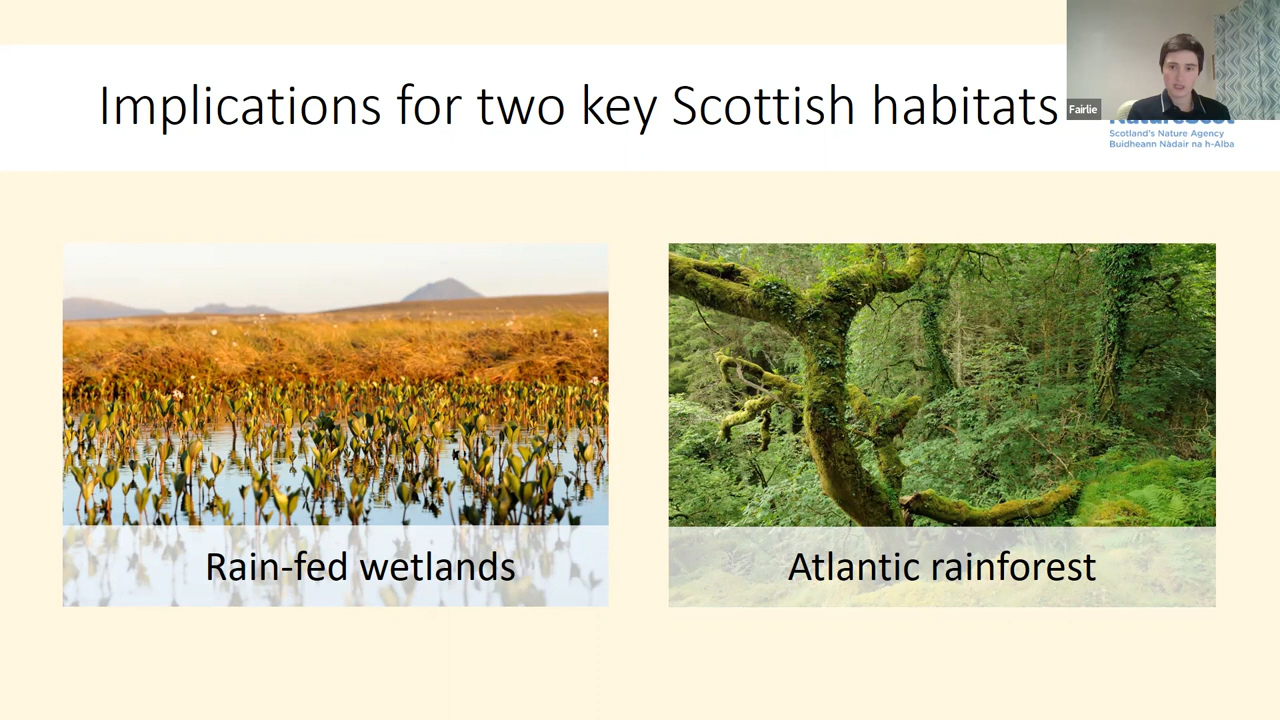 Implications for two key Scottish habitats
Fairlie
NatureScot
Scotland's Nature Agency
Buidheann Nàdair na h-Alba
Rain-fed wetlands
Atlantic rainforest